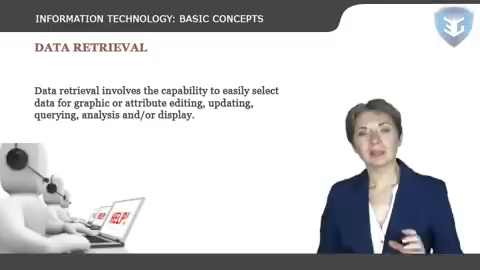 INFORMATION TECHNOLOGY: BASIC CONCEPTS
DATA RETRIEVAL
Data retrieval involves the capability to easily select
data for graphic or attribute editing, updating,
querying, analysis and/or display.
HELP!